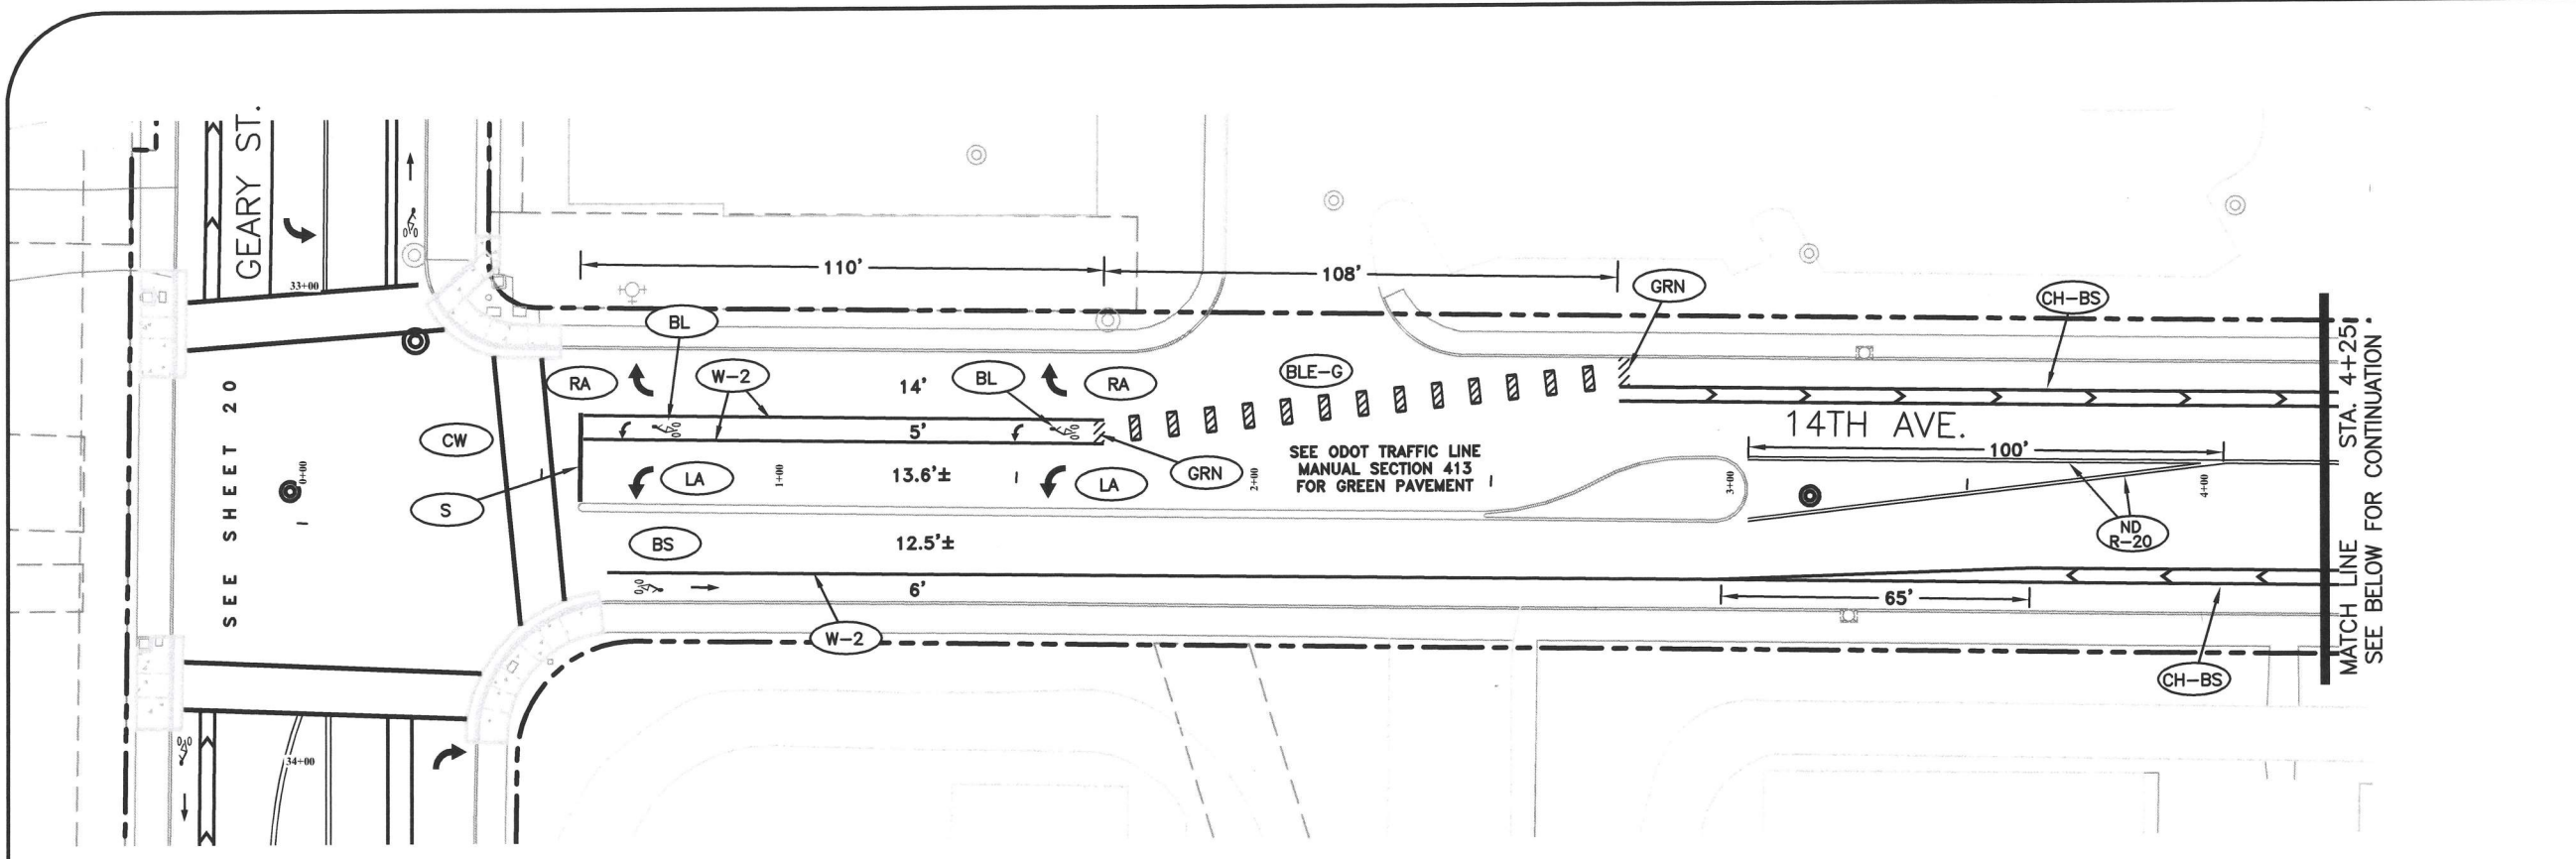 GEARY ST.
33+00
110'
108'
GRN
CH-BS
BL
RA
W-2
14'
BL
RA
BLE-G
SEE SHEET 20
CW
5'
14TH AVE.
100'
S
0+00
LA
1+00
13.6'±
LA
GRN
2+00
SEE ODOT TRAFFIC LINE
MANUAL SECTION 413
FOR GREEN PAVEMENT
3+00
4+00
ND
R-20
BS
12.5'±
6'
65'
W-2
CH-BS
34+00
MATCH LINE STA. 4+25
SEE BELOW FOR CONTINUATION